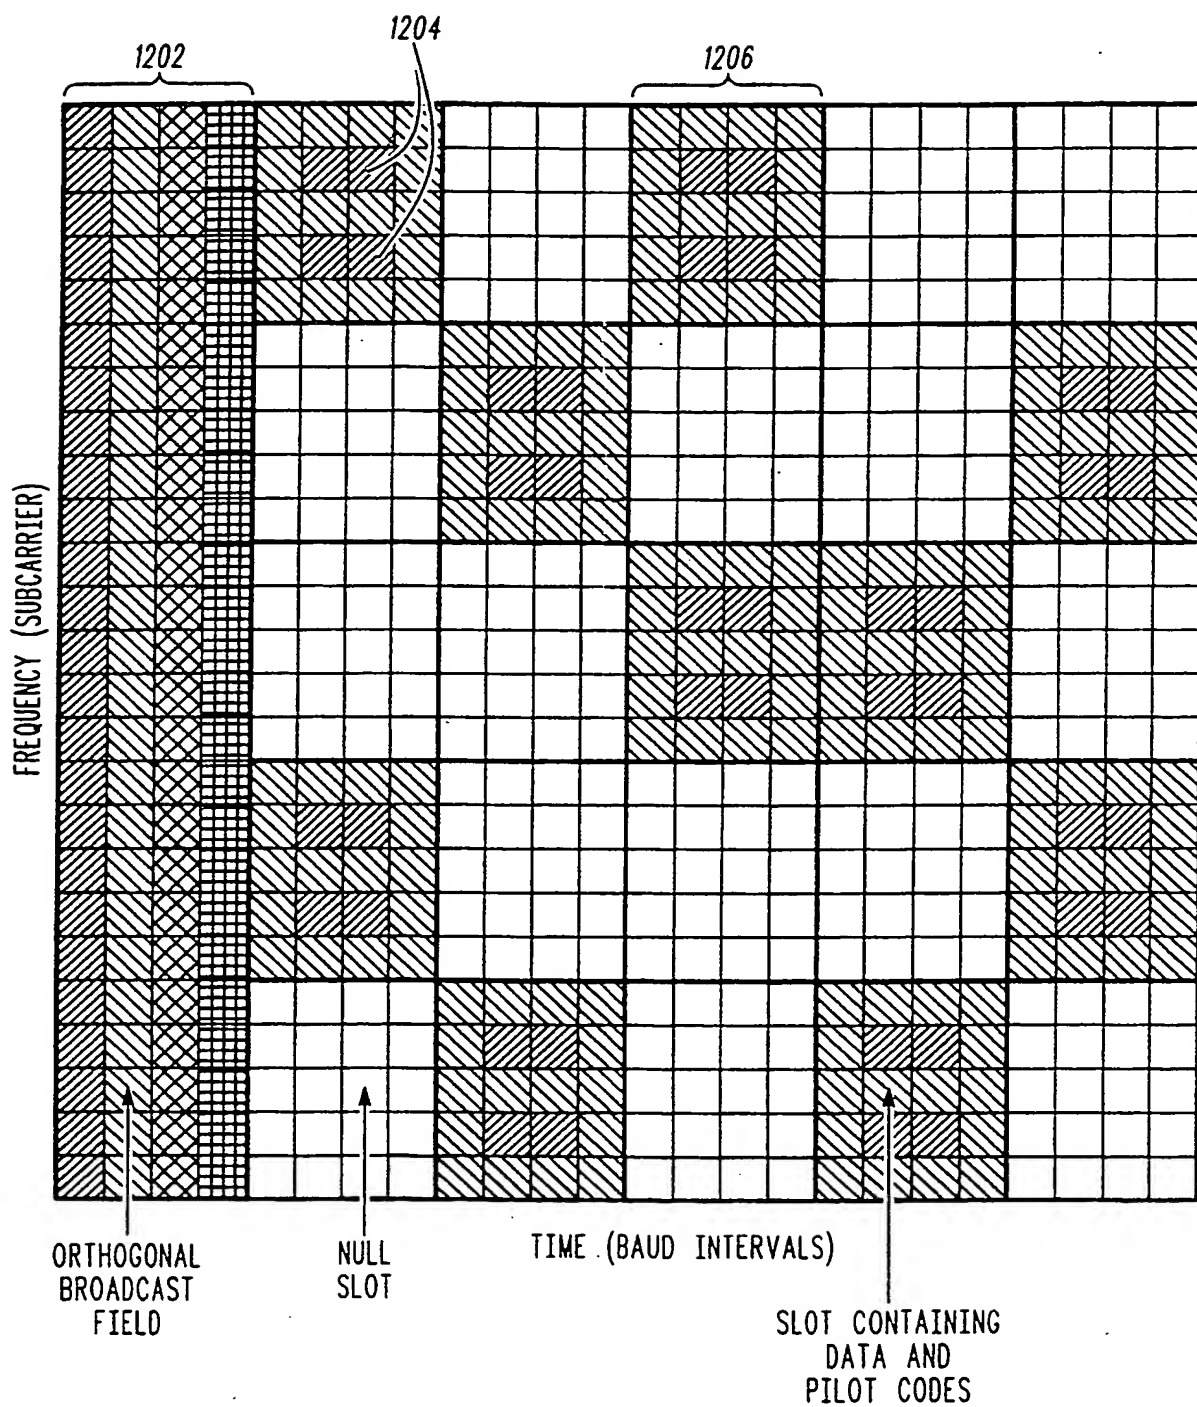 1204
1202
1206
FREQUENCY (SUBCARRIER)
ORTHOGONAL
BROADCAST
FIELD
NULL
SLOT
TIME (BAUD INTERVALS)
SLOT CONTAINING
DATA AND
PILOT CODES